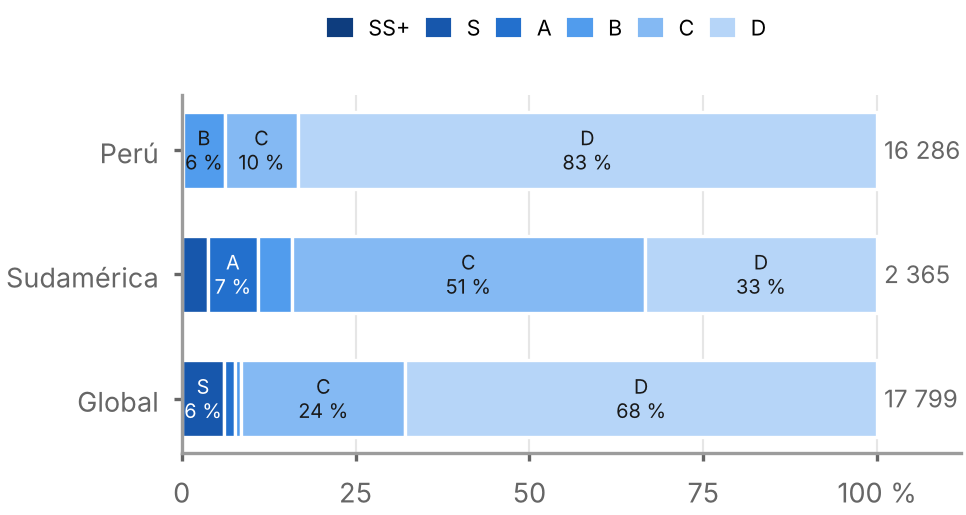 SS+ S A B C D
Perú
B
6 %
C
10 %
D
83 %
16 286
Sudamérica
A
7 %
C
51 %
D
33 %
2 365
Global
S
6 %
C
24 %
D
68 %
17 799
0 25 50 75 100 %